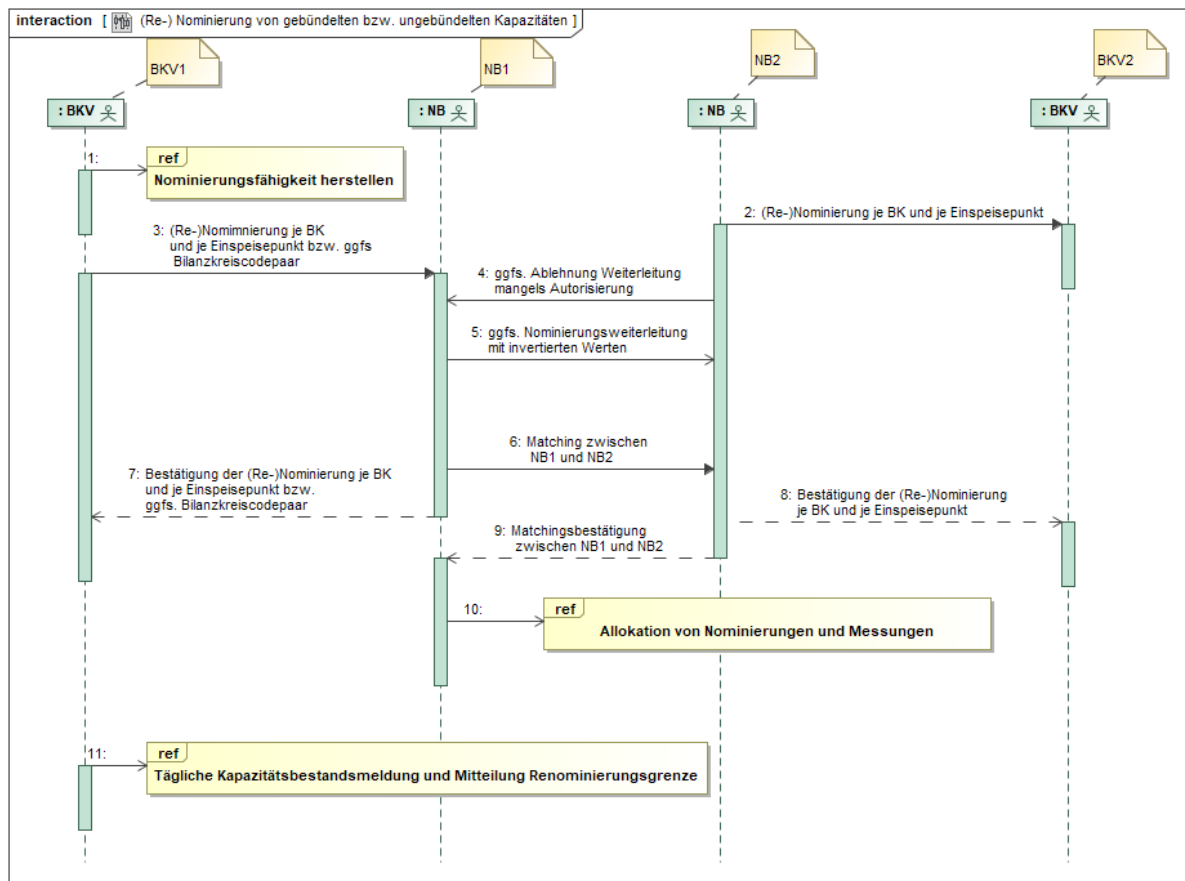 interaction [ (Re-) Nominierung von gebündelten bzw. ungebündelten Kapazitäten ]
BKV1
NB1
NB2
BKV2
: BKV
: NB
: NB
: BKV
1:
ref
Nominierungsfähigkeit herstellen
2: (Re-)Nominierung je BK und je Einspeisepunkt
3: (Re-)Nomimnierung je BK
und je Einspeisepunkt bzw. ggfs
Bilanzkreiscodepaar
4: ggfs. Ablehnung Weiterleitung
mangels Autorisierung
5: ggfs. Nominierungsweiterleitung
mit invertierten Werten
6: Matching zwischen
NB1 und NB2
7: Bestätigung der (Re-)Nominierung je BK
und je Einspeisepunkt bzw.
ggfs. Bilanzkreiscodepaar
8: Bestätigung der (Re-)Nominierung
je BK und je Einspeisepunkt
9: Matchingsbestätigung
zwischen NB1 und NB2
10:
ref
Allokation von Nominierungen und Messungen
11:
ref
Tägliche Kapazitätsbestandsmeldung und Mitteilung Renominierungsgrenze